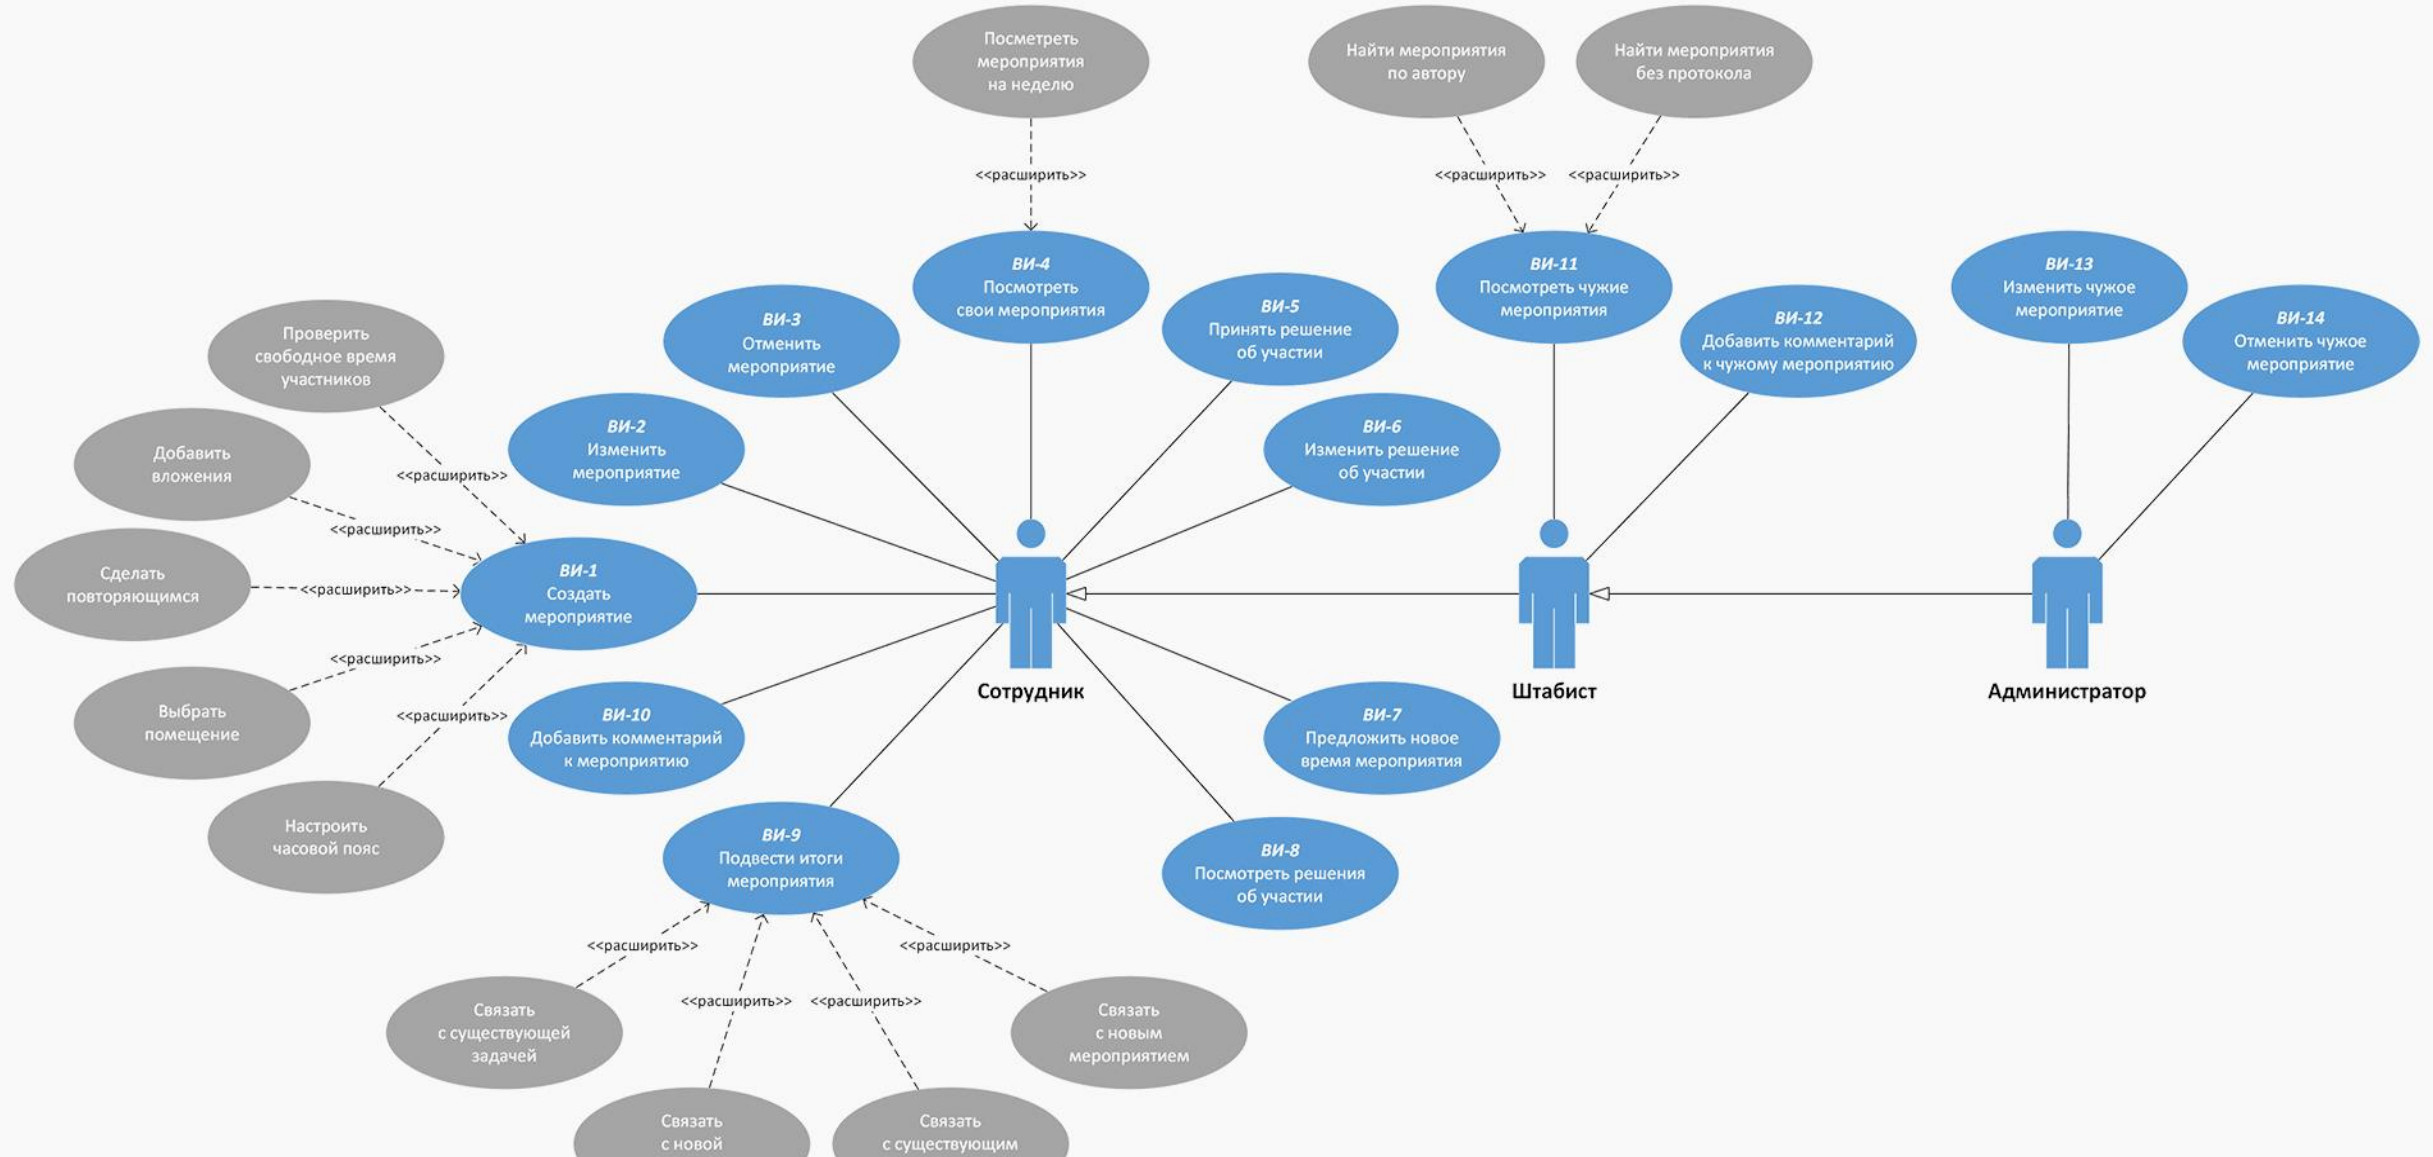 Посметреть
мероприятия
на неделю
Найти мероприятия
по автору
Найти мероприятия
без протокола
<<расширить>>
<<расширить>>
<<расширить>>
ВИ-4
Посмотреть
свои мероприятия
ВИ-11
Посмотреть чужие
мероприятия
ВИ-13
Изменить чужое
мероприятие
ВИ-5
Принять решение
об участии
ВИ-3
Отменить
мероприятие
ВИ-12
Добавить комментарий
к чужому мероприятию
ВИ-14
Отменить чужое
мероприятие
Проверить
свободное время
участников
ВИ-2
Изменить
мероприятие
ВИ-6
Изменить решение
об участии
Добавить
вложения
<<расширить>>
<<расширить>>
Сделать
повторяющимся
<<расширить>>
ВИ-1
Создать
мероприятие
<<расширить>>
Сотрудник
Штабист
Администратор
Выбрать
помещение
<<расширить>>
ВИ-10
Добавить комментарий
к мероприятию
ВИ-7
Предложить новое
время мероприятия
Настроить
часовой пояс
ВИ-9
Подвести итоги
мероприятия
ВИ-8
Посмотреть решения
об участии
<<расширить>>
<<расширить>>
<<расширить>>
<<расширить>>
Связать
с существующей
задачей
Связать
с новым
мероприятием
Связать
с новой
Связать
с существующим